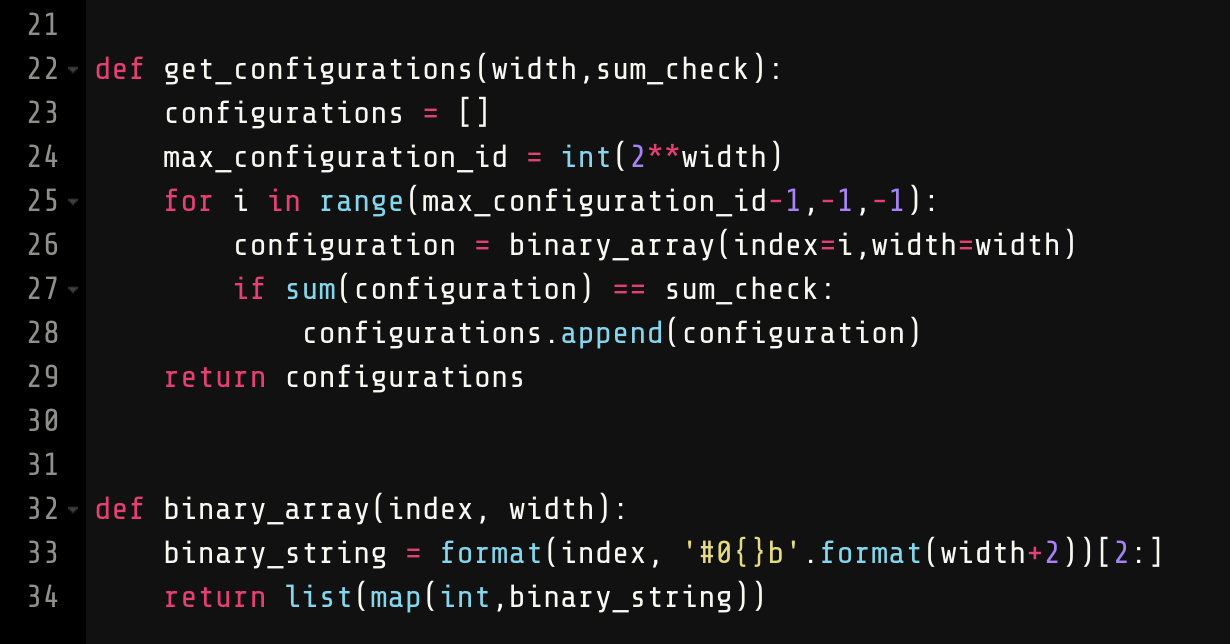 21
22 def get_configurations(width,sum_check):
23     configurations = []
24     max_configuration_id = int(2**width)
25     for i in range(max_configuration_id-1,-1,-1):
26         configuration = binary_array(index=i,width=width)
27         if sum(configuration) == sum_check:
28             configurations.append(configuration)
29     return configurations
30
31
32 def binary_array(index, width):
33     binary_string = format(index, '#0{}b'.format(width+2))[2:]
34     return list(map(int,binary_string))